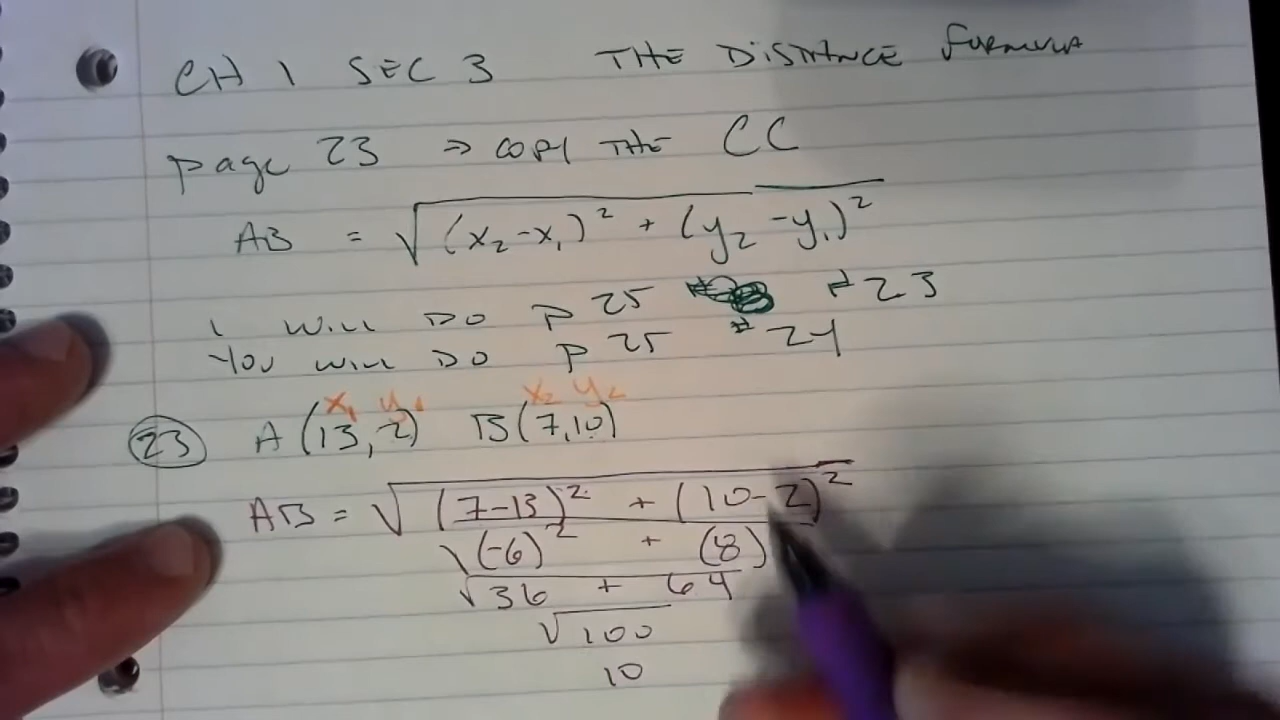 CH 1 SEC 3 THE DISTANCE FORMULA
page 23 ⇒ COPY THE CC
AB = √(x₂-x₁)² + (y₂-y₁)²
I WILL DO P 25 #23
YOU WILL DO P 25 #24
x₁ y₁ x₂ y₂
23 A(13,2) B(7,10)
AB = √(7-13)² + (10-2)²
√(-6)² + (8)
√36 + 64
√100
10